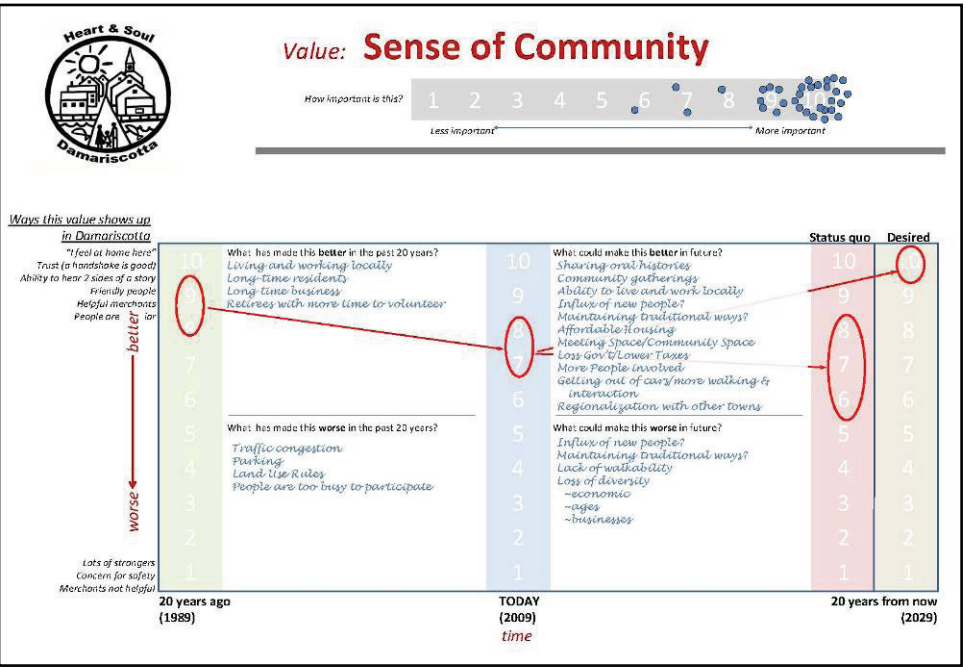 Heart & Soul
Damariscotta
Value: Sense of Community
How important is this? 1 2 3 4 5 6 7 8 9 10
Less important More important
Ways this value shows up
in Damariscotta
"I feel at home here"
Trust (a handshake is good)
Ability to hear 2 sides of a story
Friendly people
Helpful merchants
People are
better
worse
Lots of strangers
Concern for safety
Merchants not helpful
10
9
7
6
5
4
3
2
1
What has made this better in the past 20 years?
Living and working locally
Long-time residents
Long-time business
Retirees with more time to volunteer
What has made this worse in the past 20 years?
Traffic congestion
Parking
Land Use Rules
People are too busy to participate
10
9
8
7
6
5
4
3
2
1
What could make this better in future?
Sharing oral histories
Community gatherings
Ability to live and work locally
Influx of new people?
Maintaining traditional ways?
Affordable Housing
Meeting Space/Community Space
Loss Gov't/Lower Taxes
More People involved
Getting out of cars/more walking &
interaction
Regionalization with other towns
What could make this worse in future?
Influx of new people?
Maintaining traditional ways?
Lack of walkability
Loss of diversity
~economic
~ages
~businesses
Status quo
10
9
8
7
6
5
4
3
2
1
Desired
10
9
8
7
6
5
4
3
2
1
20 years ago
(1989)
TODAY
(2009)
time
20 years from now
(2029)